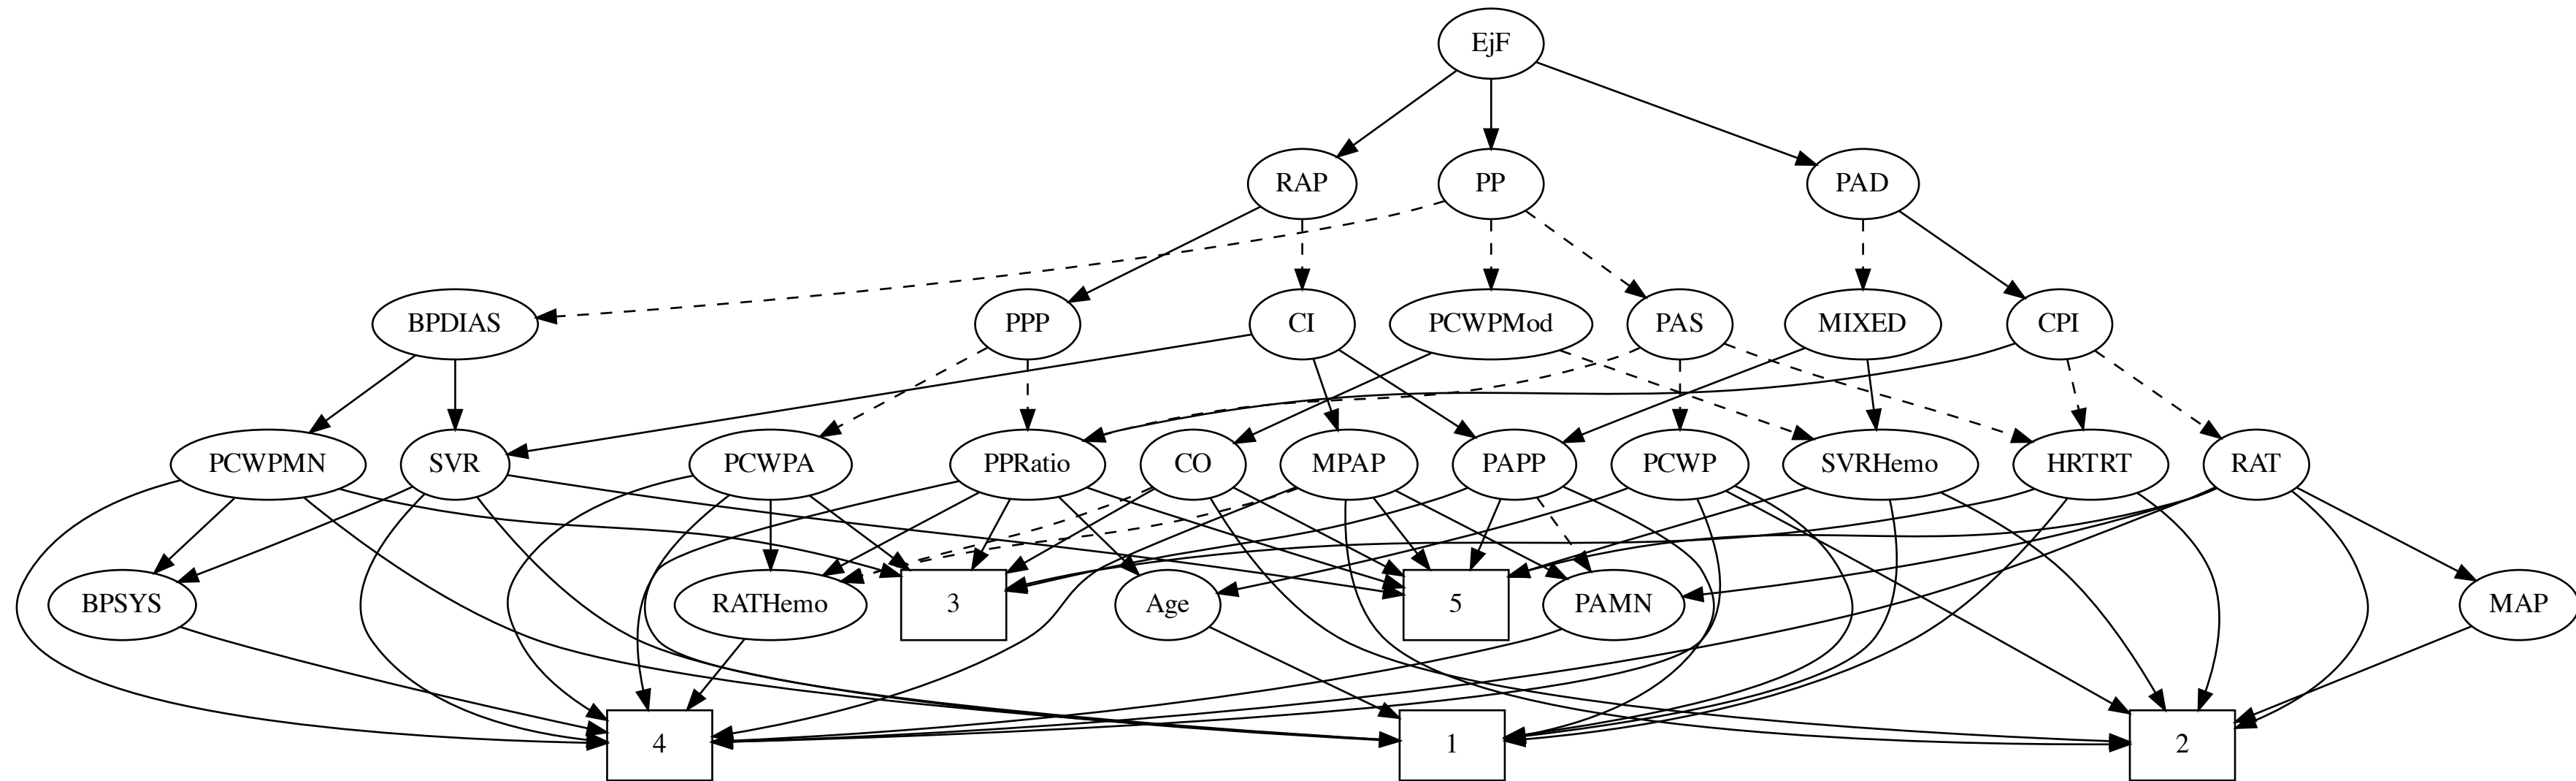 EjF
RAP
PP
PAD
BPDIAS
PPP
CI
PCWPMod
PAS
MIXED
CPI
PCWPMN
SVR
PCWPA
PPRatio
CO
MPAP
PAPP
PCWP
SVRHemo
HRTRT
RAT
BPSYS
RATHemo
3
Age
5
PAMN
MAP
4
1
2